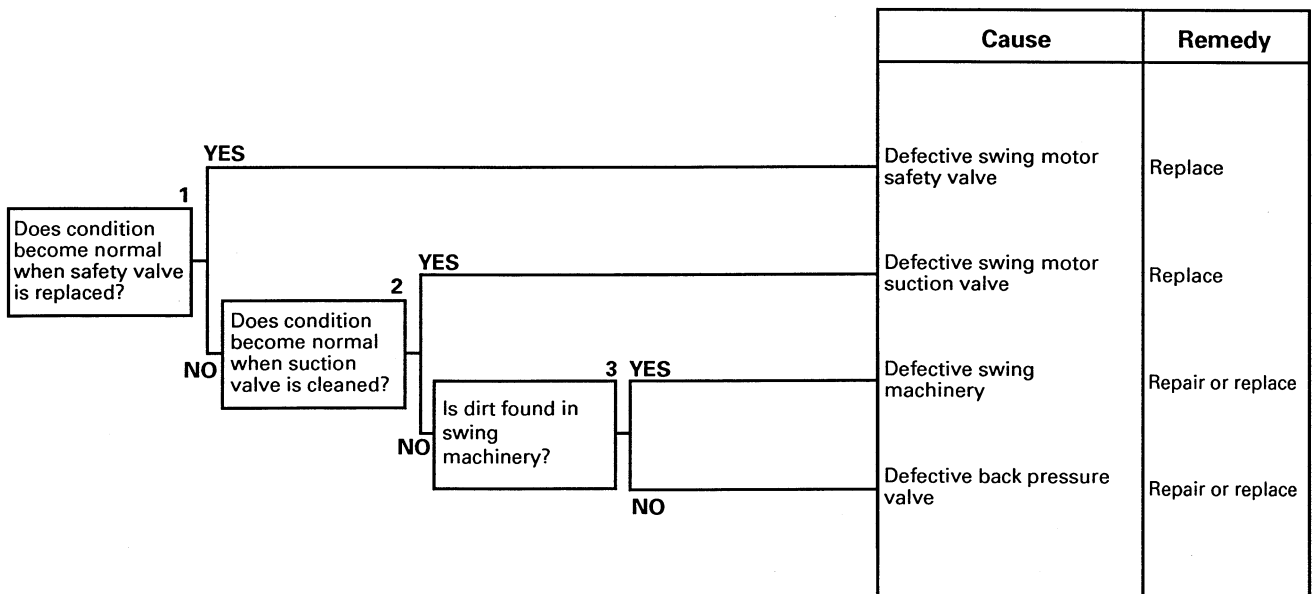 Cause
Remedy
YES
Defective swing motor
safety valve
Replace
1
Does condition
become normal
when safety valve
is replaced?
YES
Defective swing motor
suction valve
Replace
2
Does condition
become normal
when suction
valve is cleaned?
NO
3
YES
Defective swing
machinery
Repair or replace
Is dirt found in
swing
machinery?
NO
Defective back pressure
valve
Repair or replace
NO